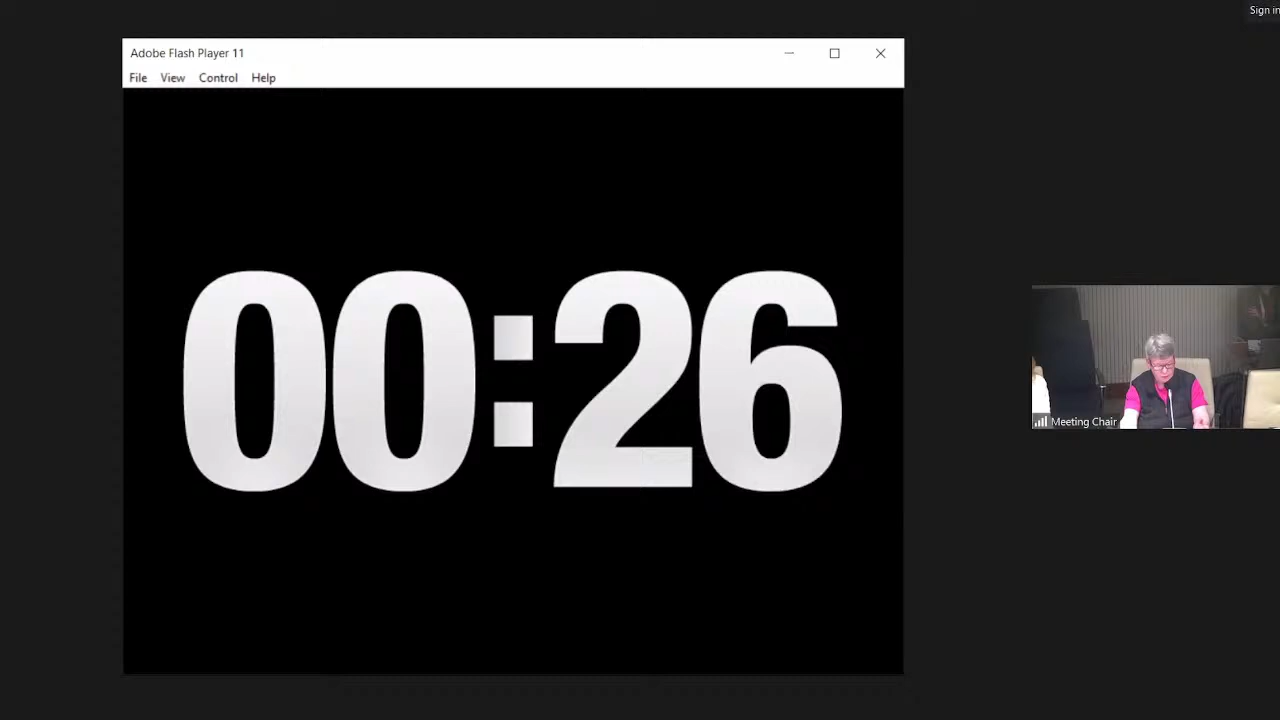 Sign in
Adobe Flash Player 11
File View Control Help
00:26
Meeting Chair